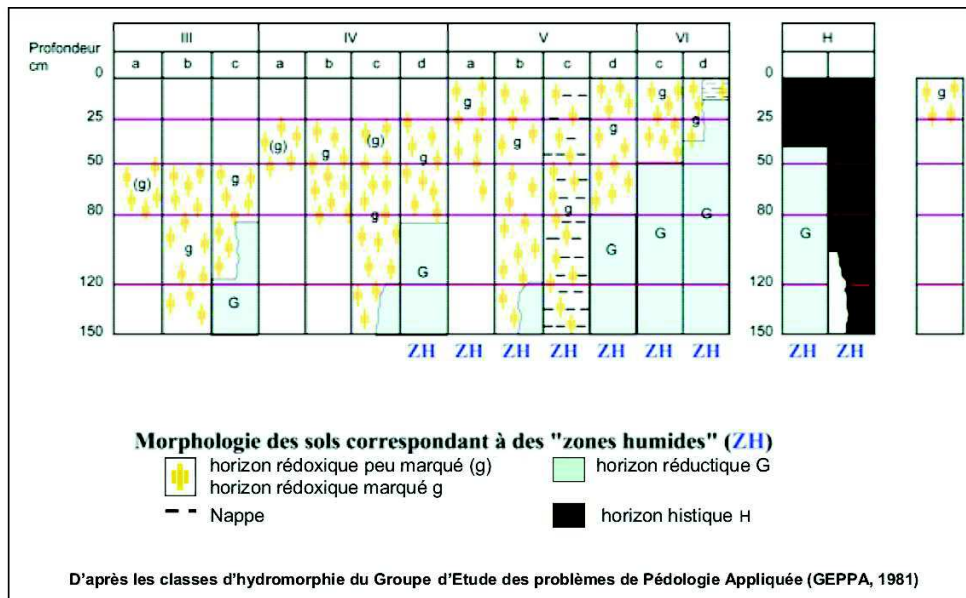 III IV V VI H
Profondeur
cm
a b c a b c d a b c d c d
0 0
g g g g
25 25
(g) g (g) g g g g
50 50
(g) g g
80 80
g g g G G G G G
120 120
G
150 150
ZH ZH ZH ZH ZH ZH ZH ZH ZH
Morphologie des sols correspondant à des "zones humides" (ZH)
horizon rédoxique peu marqué (g) horizon réductique G
horizon rédoxique marqué g
Nappe horizon histique H
D'après les classes d'hydromorphie du Groupe d'Etude des problèmes de Pédologie Appliquée (GEPPA, 1981)